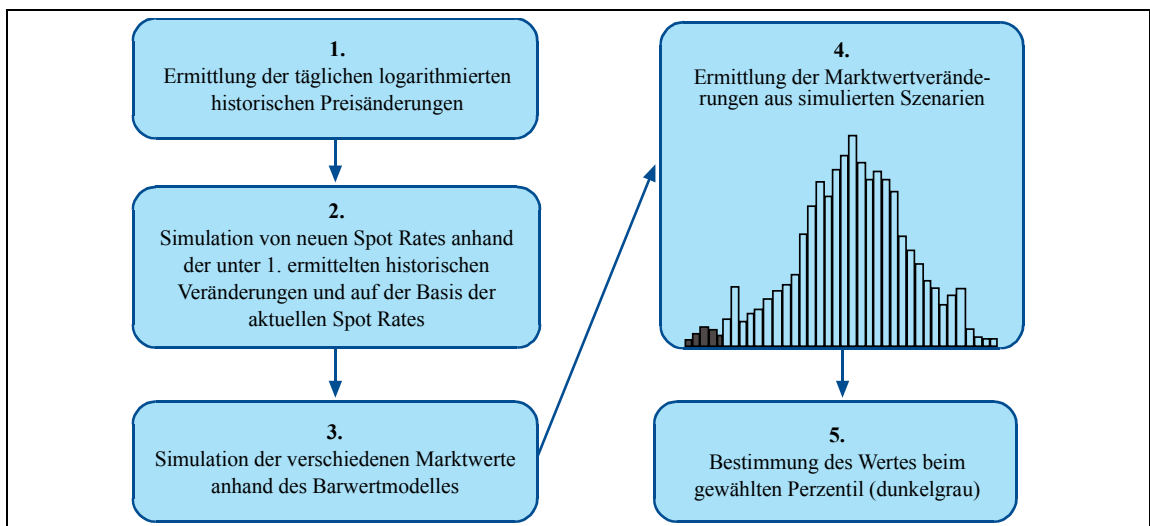 1.
Ermittlung der täglichen logarithmierten
historischen Preisänderungen
2.
Simulation von neuen Spot Rates anhand
der unter 1. ermittelten historischen
Veränderungen und auf der Basis der
aktuellen Spot Rates
3.
Simulation der verschiedenen Marktwerte
anhand des Barwertmodelles
4.
Ermittlung der Marktwertverände-
rungen aus simulierten Szenarien
5.
Bestimmung des Wertes beim
gewählten Perzentil (dunkelgrau)